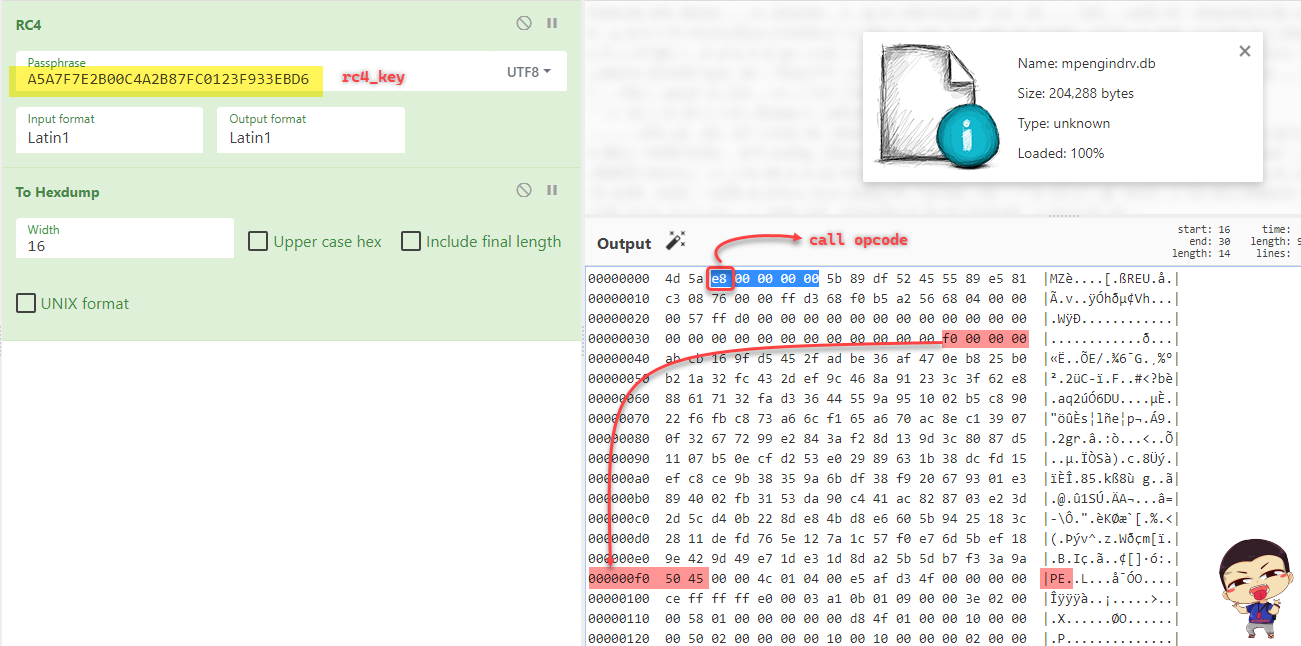 RC4
Passphrase
A5A7F7E2B00C4A2B87FC0123F933EBD6
rc4_key
UTF8
Input format
Latin1
Output format
Latin1
To Hexdump
Width
16
Upper case hex
Include final length
UNIX format
Name: mpengindrv.db
Size: 204,288 bytes
Type: unknown
Loaded: 100%
call opcode
Output
start: 16
end: 30
length: 14
time:
length: 9
lines:
00000000 4d 5a e8 00 00 00 00 5b 89 df 52 45 55 89 e5 81 |MZè....[.ßREU.å.|
00000010 c3 08 76 00 00 ff d3 68 f0 b5 a2 56 68 04 00 00 |Ã.v..ÿÓhðµ¢Vh...|
00000020 00 57 ff d0 00 00 00 00 00 00 00 00 00 00 00 00 |.WÿÐ............|
00000030 00 00 00 00 00 00 00 00 00 00 00 00 f0 00 00 00 |............ð...|
00000040 ab cb 16 9f d5 45 2f ad be 36 af 47 0e b8 25 b0 |«Ë..ÕE/.¾6¯G.¸%°|
00000050 b2 1a 32 fc 43 2d ef 9c 46 8a 91 23 3c 3f 62 e8 |².2üC-ï.F..#<?bè|
00000060 88 61 71 32 fa d3 36 44 55 9a 95 10 02 b5 c8 90 |.aq2úÓ6DU....µÈ.|
00000070 22 f6 fb c8 73 a6 6c f1 65 a6 70 ac 8e c1 39 07 |"öûÈs¦lñe¦p¬.Á9.|
00000080 0f 32 67 72 99 e2 84 3a f2 8d 13 9d 3c 80 87 d5 |.2gr.â.:ò...<..Õ|
00000090 11 07 b5 0e cf d2 53 e0 29 89 63 1b 38 dc fd 15 |..µ.ÏÒSà).c.8Üý.|
000000a0 ef c8 ce 9b 38 35 9a 6b df 38 f9 20 67 93 01 e3 |ïÈÎ.85.kß8ù g..ã|
000000b0 89 40 02 fb 31 53 da 90 c4 41 ac 82 87 03 e2 3d |.@.û1SÚ.ÄA¬...â=|
000000c0 2d 5c d4 0b 22 8d e8 4b d8 e6 60 5b 94 25 18 3c |-\Ô.".èKØæ`[.%.<|
000000d0 28 11 de fd 76 5e 12 7a 1c 57 f0 e7 6d 5b ef 18 |(.Þýv^.z.Wðçm[ï.|
000000e0 9e 42 9d 49 e7 1d e3 1d 8d a2 5b 5d b7 f3 3a 9a |.B.Iç.ã..¢[]·ó:.|
000000f0 50 45 00 00 4c 01 04 00 e5 af d3 4f 00 00 00 00 |PE..L...å¯ÓO....|
00000100 ce ff ff ff e0 00 03 a1 0b 01 09 00 00 3e 02 00 |Îÿÿÿà..¡.....>..|
00000110 00 58 01 00 00 00 00 00 d8 4f 01 00 00 10 00 00 |.X......ØO......|
00000120 00 50 02 00 00 00 00 10 00 10 00 00 00 02 00 00 |.P..............|